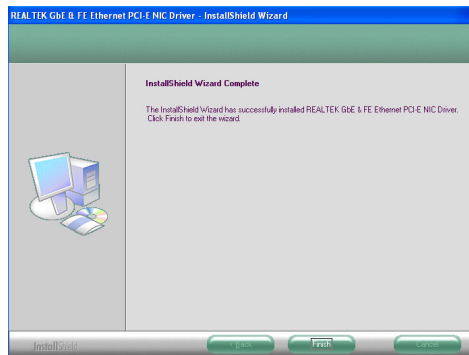 REALTEK GbE & FE Ethernet PCI-E NIC Driver - InstallShield Wizard
InstallShield Wizard Complete
The InstallShield Wizard has successfully installed REALTEK GbE & FE Ethernet PCI-E NIC Driver.
Click Finish to exit the wizard.
InstallShield
< Back
Finish
Cancel